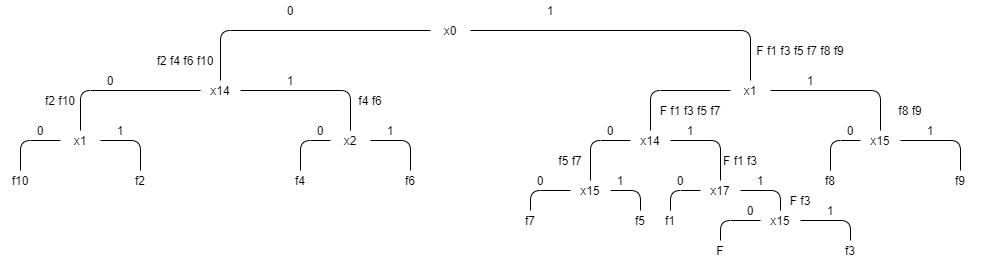 0 1
x0
f2 f4 f6 f10 F f1 f3 f5 f7 f8 f9
0 1 1
x14 x1
f2 f10 f4 f6 F f1 f3 f5 f7 f8 f9
0 1 0 1 0 1 0 1
x1 x2 x14 x15
f5 f7 F f1 f3
f10 f2 f4 f6 0 1 0 1 f8 f9
x15 x17
F f3
0 1
f7 f5 f1 x15
F f3